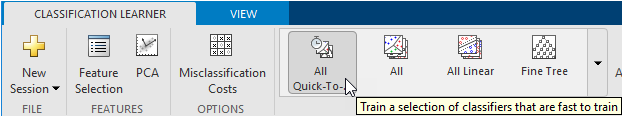 CLASSIFICATION LEARNER VIEW
New Session
Feature Selection
PCA
Misclassification Costs
All Quick-To-...
All
All Linear
Fine Tree
FILE FEATURES OPTIONS
Train a selection of classifiers that are fast to train